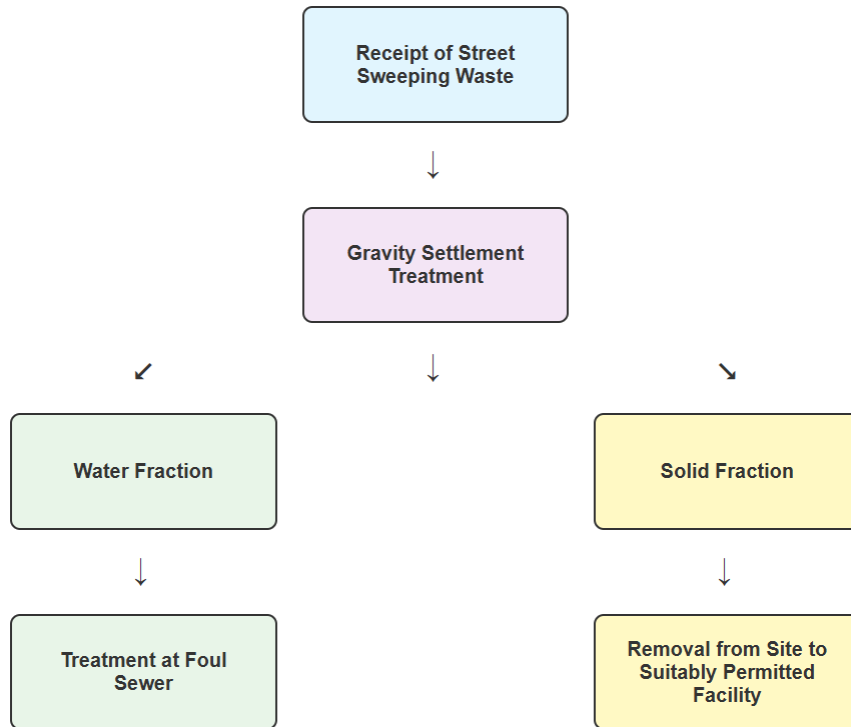 Receipt of Street
Sweeping Waste
Gravity Settlement
Treatment
Water Fraction
Solid Fraction
Treatment at Foul
Sewer
Removal from Site to
Suitably Permitted
Facility